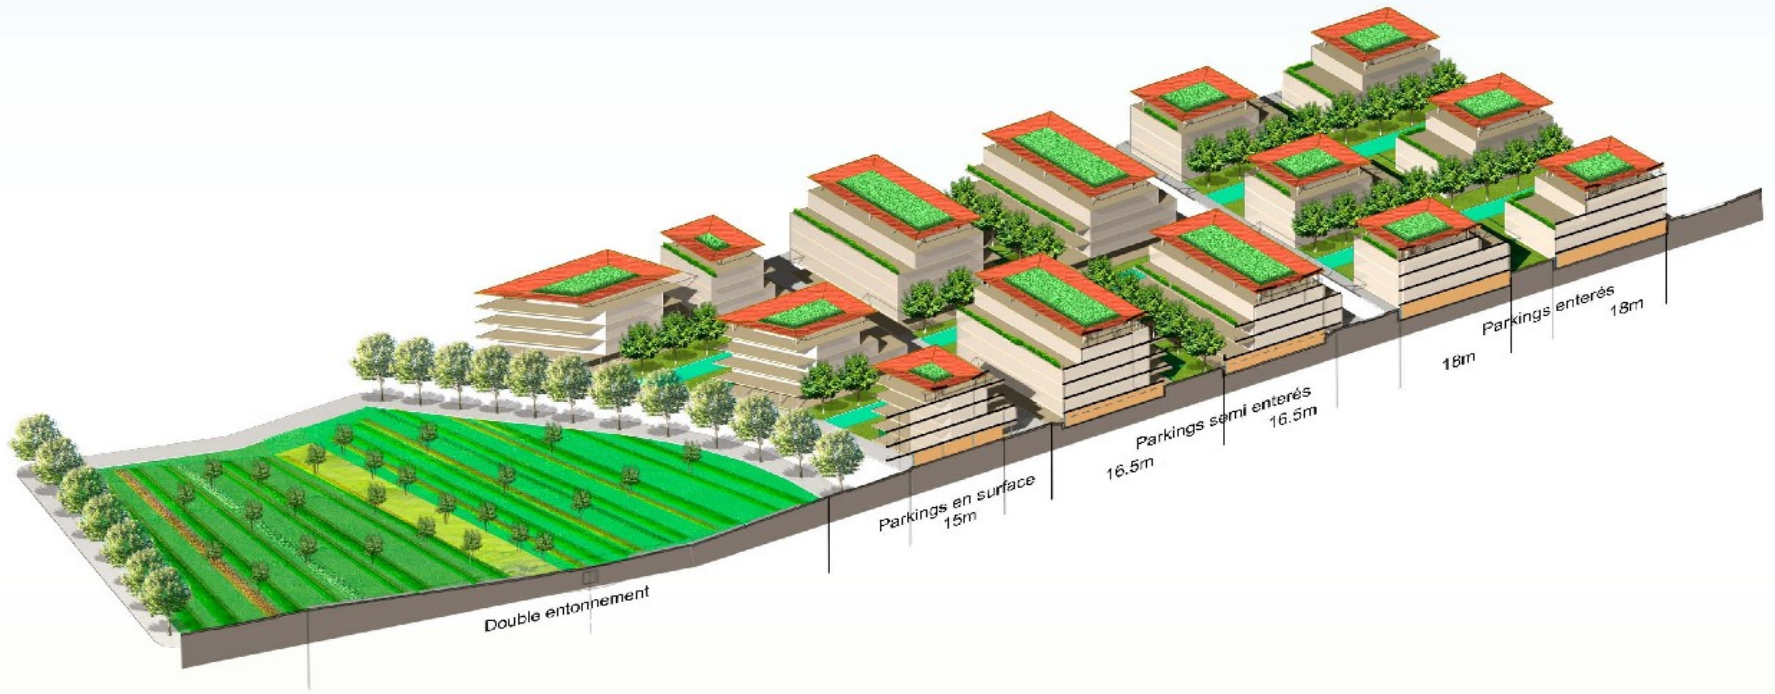 Double entonnement
Parkings en surface
15m
16.5m
Parkings semi enterés
16.5m
18m
Parkings enterés
18m